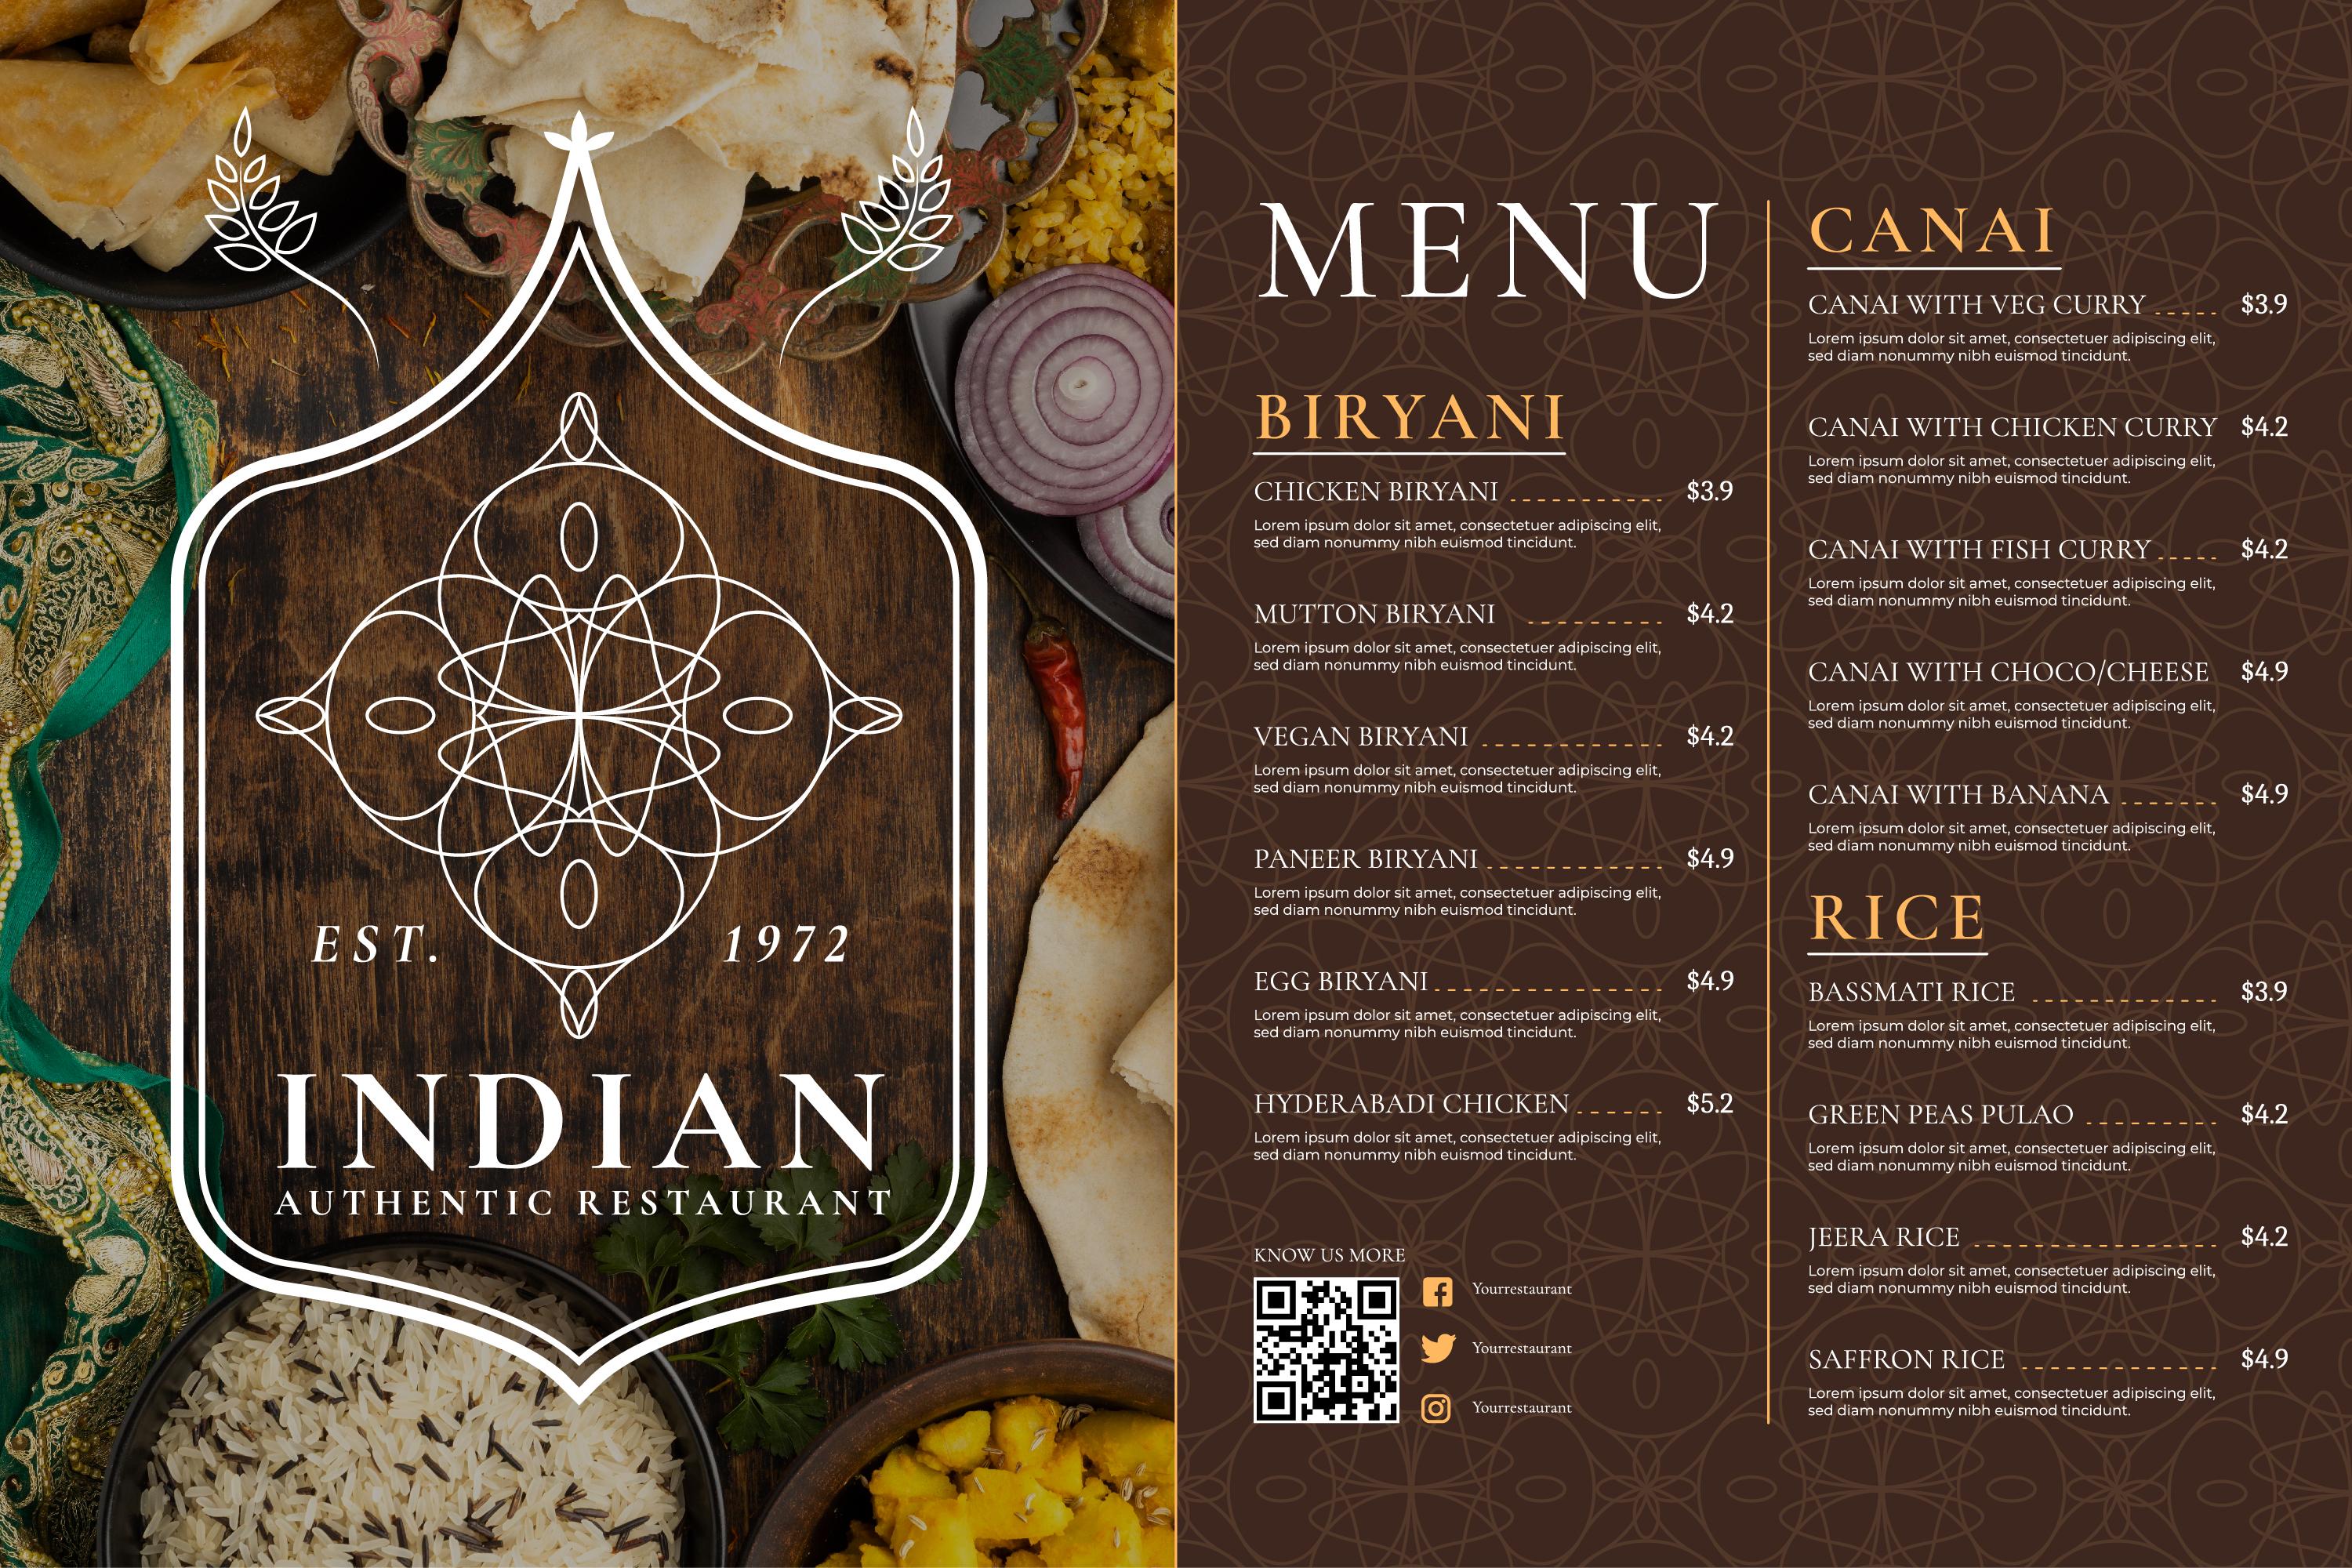 EST. 1972
INDIAN
AUTHENTIC RESTAURANT
MENU
BIRYANI
CHICKEN BIRYANI $3.9
Lorem ipsum dolor sit amet, consectetuer adipiscing elit,
sed diam nonummy nibh euismod tincidunt.
MUTTON BIRYANI $4.2
Lorem ipsum dolor sit amet, consectetuer adipiscing elit,
sed diam nonummy nibh euismod tincidunt.
VEGAN BIRYANI $4.2
Lorem ipsum dolor sit amet, consectetuer adipiscing elit,
sed diam nonummy nibh euismod tincidunt.
PANEER BIRYANI $4.9
Lorem ipsum dolor sit amet, consectetuer adipiscing elit,
sed diam nonummy nibh euismod tincidunt.
EGG BIRYANI $4.9
Lorem ipsum dolor sit amet, consectetuer adipiscing elit,
sed diam nonummy nibh euismod tincidunt.
HYDERABADI CHICKEN $5.2
Lorem ipsum dolor sit amet, consectetuer adipiscing elit,
sed diam nonummy nibh euismod tincidunt.
KNOW US MORE
Yourrestaurant
Yourrestaurant
Yourrestaurant
CANAI
CANAI WITH VEG CURRY $3.9
Lorem ipsum dolor sit amet, consectetuer adipiscing elit,
sed diam nonummy nibh euismod tincidunt.
CANAI WITH CHICKEN CURRY $4.2
Lorem ipsum dolor sit amet, consectetuer adipiscing elit,
sed diam nonummy nibh euismod tincidunt.
CANAI WITH FISH CURRY $4.2
Lorem ipsum dolor sit amet, consectetuer adipiscing elit,
sed diam nonummy nibh euismod tincidunt.
CANAI WITH CHOCO/CHEESE $4.9
Lorem ipsum dolor sit amet, consectetuer adipiscing elit,
sed diam nonummy nibh euismod tincidunt.
CANAI WITH BANANA $4.9
Lorem ipsum dolor sit amet, consectetuer adipiscing elit,
sed diam nonummy nibh euismod tincidunt.
RICE
BASSMATI RICE $3.9
Lorem ipsum dolor sit amet, consectetuer adipiscing elit,
sed diam nonummy nibh euismod tincidunt.
GREEN PEAS PULAO $4.2
Lorem ipsum dolor sit amet, consectetuer adipiscing elit,
sed diam nonummy nibh euismod tincidunt.
JEERA RICE $4.2
Lorem ipsum dolor sit amet, consectetuer adipiscing elit,
sed diam nonummy nibh euismod tincidunt.
SAFFRON RICE $4.9
Lorem ipsum dolor sit amet, consectetuer adipiscing elit,
sed diam nonummy nibh euismod tincidunt.